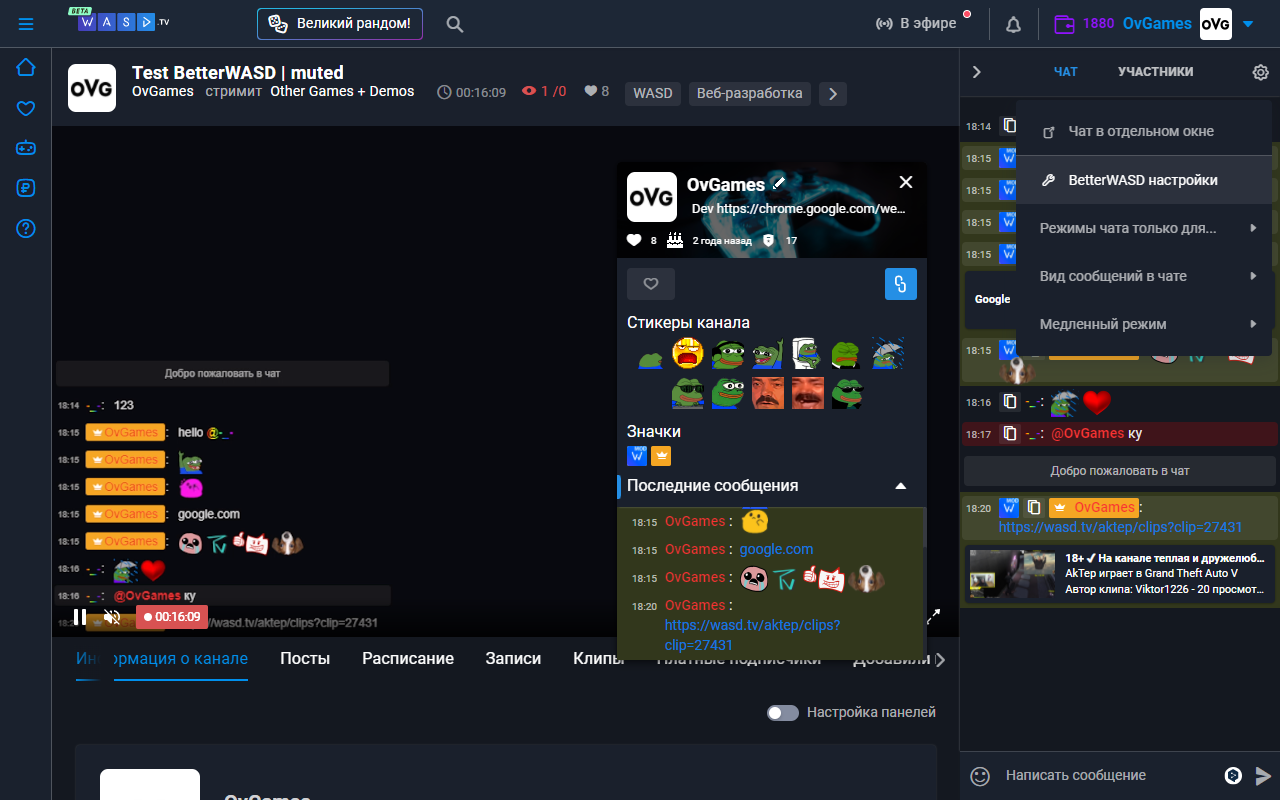 BETA
W A S D .TV
Великий рандом!
В эфире
1880 OvGames OVG
OVG
Test BetterWASD | muted
OvGames стримит Other Games + Demos
00:16:09
1 /0
8
WASD
Веб-разработка
ЧАТ УЧАСТНИКИ
Чат в отдельном окне
BetterWASD настройки
Режимы чата только для...
Вид сообщений в чате
Медленный режим
18:14
18:15 MOD W
18:15 MOD W
18:15 MOD W
18:15 MOD W
Google
18:15 W
18:16 -_-:
18:17 -_-: @OvGames ку
Добро пожаловать в чат
18:20 MOD W OvGames:
https://wasd.tv/aktep/clips?clip=27431
18+ ✓ На канале теплая и дружелюб...
AkTep играет в Grand Theft Auto V
Автор клипа: Viktor1226 - 20 просмот...
Написать сообщение
OVG
OvGames
Dev https://chrome.google.com/we...
8
2 года назад
17
Стикеры канала
Значки
MOD W
Последние сообщения
18:15 OvGames :
18:15 OvGames : google.com
18:15 OvGames :
18:20 OvGames :
https://wasd.tv/aktep/clips?
clip=27431
Добро пожаловать в чат
18:14 -_-: 123
18:15 OvGames: hello @-_-
18:15 OvGames:
18:15 OvGames:
18:15 OvGames: google.com
18:15 OvGames:
18:16 -_-:
18:16 -_-: @OvGames ку
00:16:09
//wasd.tv/aktep/clips?clip=27431
Информация о канале
Посты
Расписание
Записи
Клипы
Платные подписчики
Добавили
Настройка панелей
OvGames